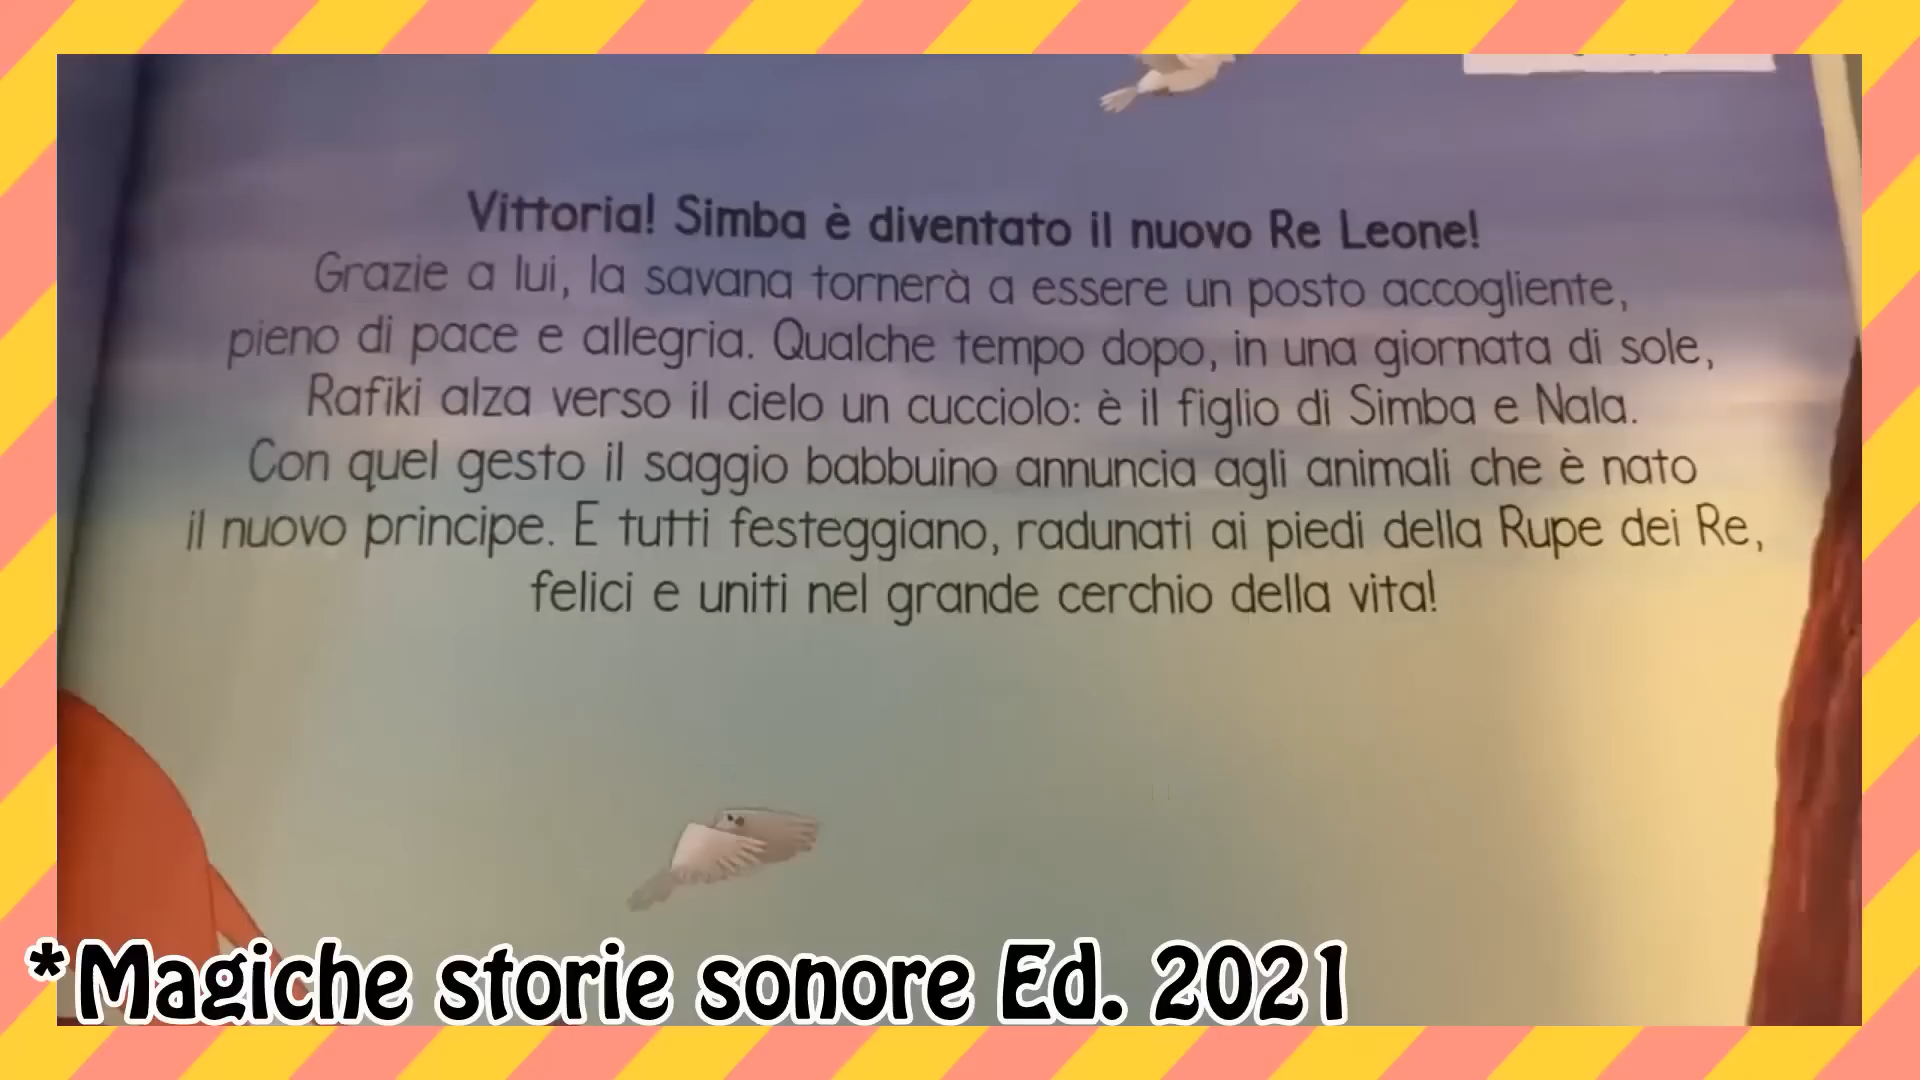 Vittoria! Simba è diventato il nuovo Re Leone!
Grazie a lui, la savana tornerà a essere un posto accogliente,
pieno di pace e allegria. Qualche tempo dopo, in una giornata di sole,
Rafiki alza verso il cielo un cucciolo: è il figlio di Simba e Nala.
Con quel gesto il saggio babbuino annuncia agli animali che è nato
il nuovo principe. E tutti festeggiano, radunati ai piedi della Rupe dei Re,
felici e uniti nel grande cerchio della vita!
*Magiche storie sonore Ed. 2021